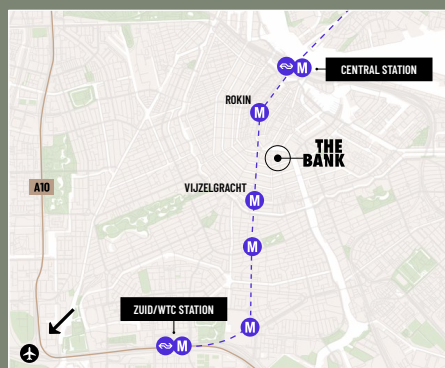 M
CENTRAL STATION
ROKIN
M
THE
BANK
A10
VIJZELGRACHT
M
M
ZUID/WTC STATION
M
M